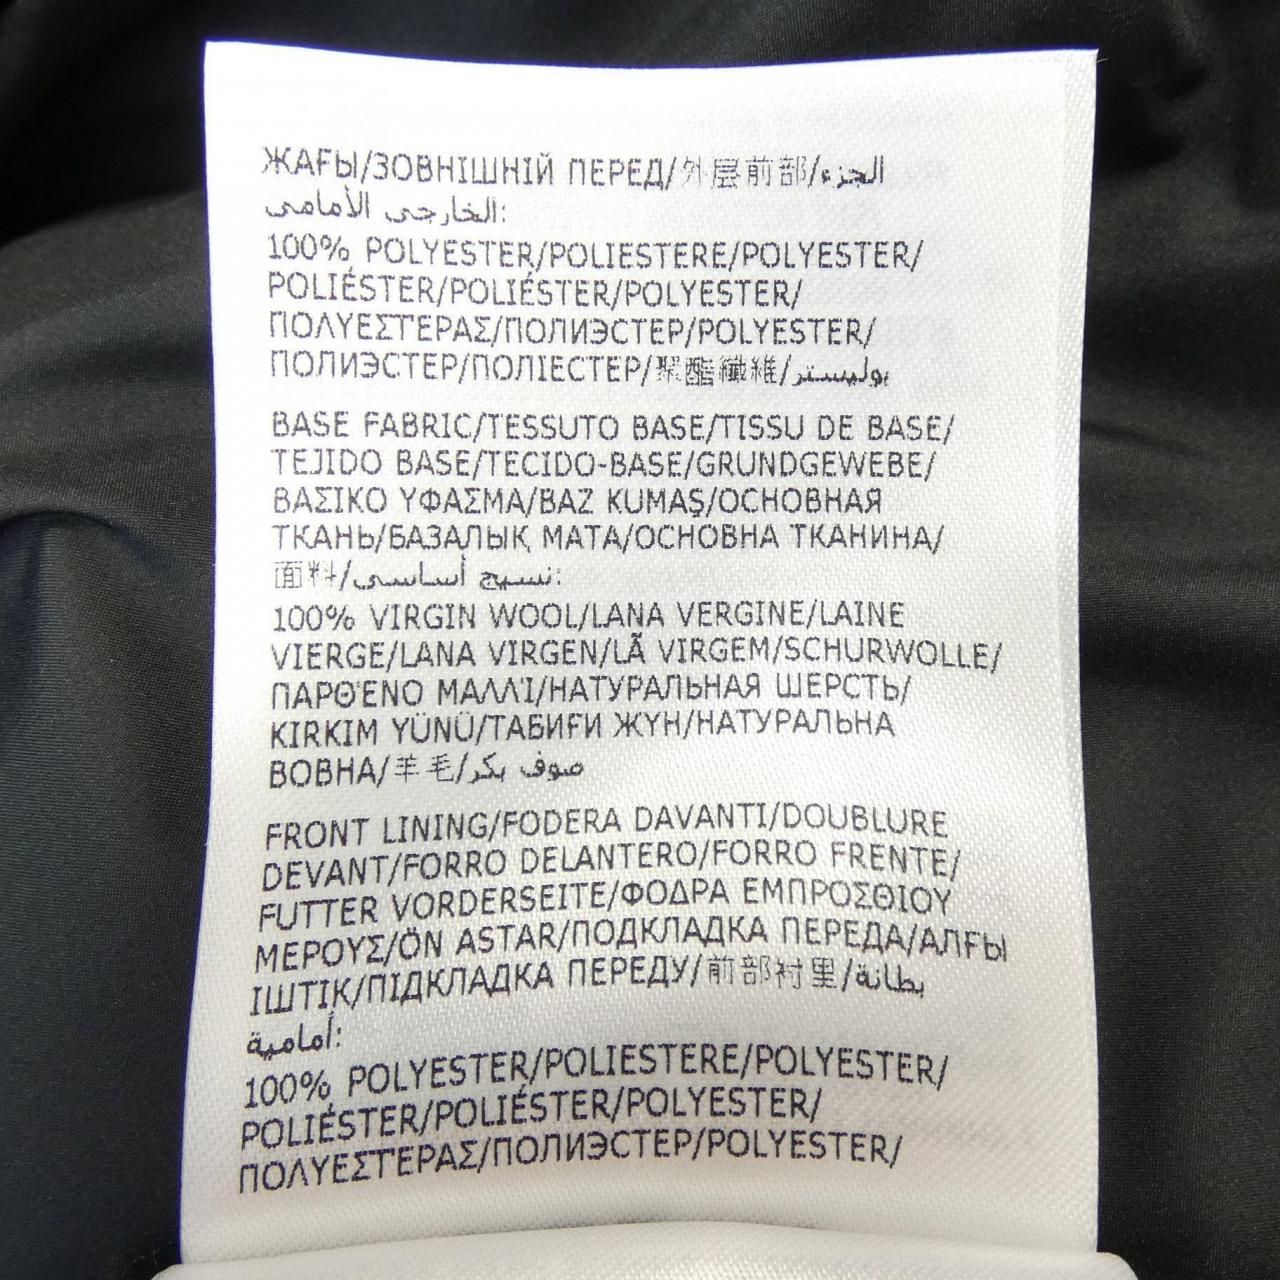 ЖАҒЫ/ЗОВНІШНІЙ ПЕРЕД/外层前部/الجزء
الخارجي الأمامي:
100% POLYESTER/POLIESTERE/POLYESTER/
POLIÉSTER/POLIÉSTER/POLYESTER/
ΠΟΛΥΕΣΤΕΡΑΣ/ПОЛИЭСТЕР/POLYESTER/
ПОЛИЭСТЕР/ПОЛІЕСТЕР/聚酯纖維/بوليستر
BASE FABRIC/TESSUTO BASE/TISSU DE BASE/
TEJIDO BASE/TECIDO-BASE/GRUNDGEWEBE/
ΒΑΣΙΚΟ ΥΦΑΣΜΑ/BAZ KUMAŞ/ОСНОВНАЯ
ТКАНЬ/БАЗАЛЫҚ МАТА/ОСНОВНА ТКАНИНА/
面料/نسيج أساسي:
100% VIRGIN WOOL/LANA VERGINE/LAINE
VIERGE/LANA VIRGEN/LÃ VIRGEM/SCHURWOLLE/
ΠΑΡΘΈΝΟ ΜΑΛΛΊ/НАТУРАЛЬНАЯ ШЕРСТЬ/
KIRKIM YÜNÜ/ТАБИҒИ ЖҮН/НАТУРАЛЬНА
ВОВНА/羊毛/صوف بكر
FRONT LINING/FODERA DAVANTI/DOUBLURE
DEVANT/FORRO DELANTERO/FORRO FRENTE/
FUTTER VORDERSEITE/ΦΟΔΡΑ ΕΜΠΡΟΣΘΙΟΥ
ΜΕΡΟΥΣ/ÖN ASTAR/ПОДКЛАДКА ПЕРЕДА/АЛҒЫ
ІШТІК/ПІДКЛАДКА ПЕРЕДУ/前部衬里/بطانة
أمامية:
100% POLYESTER/POLIESTERE/POLYESTER/
POLIÉSTER/POLIÉSTER/POLYESTER/
ΠΟΛΥΕΣΤΕΡΑΣ/ПОЛИЭСТЕР/POLYESTER/